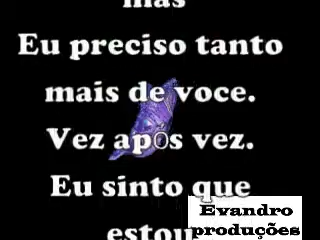 mas
Eu preciso tanto
mais de voce.
Vez após vez.
Eu sinto que
estou
Evandro
produções